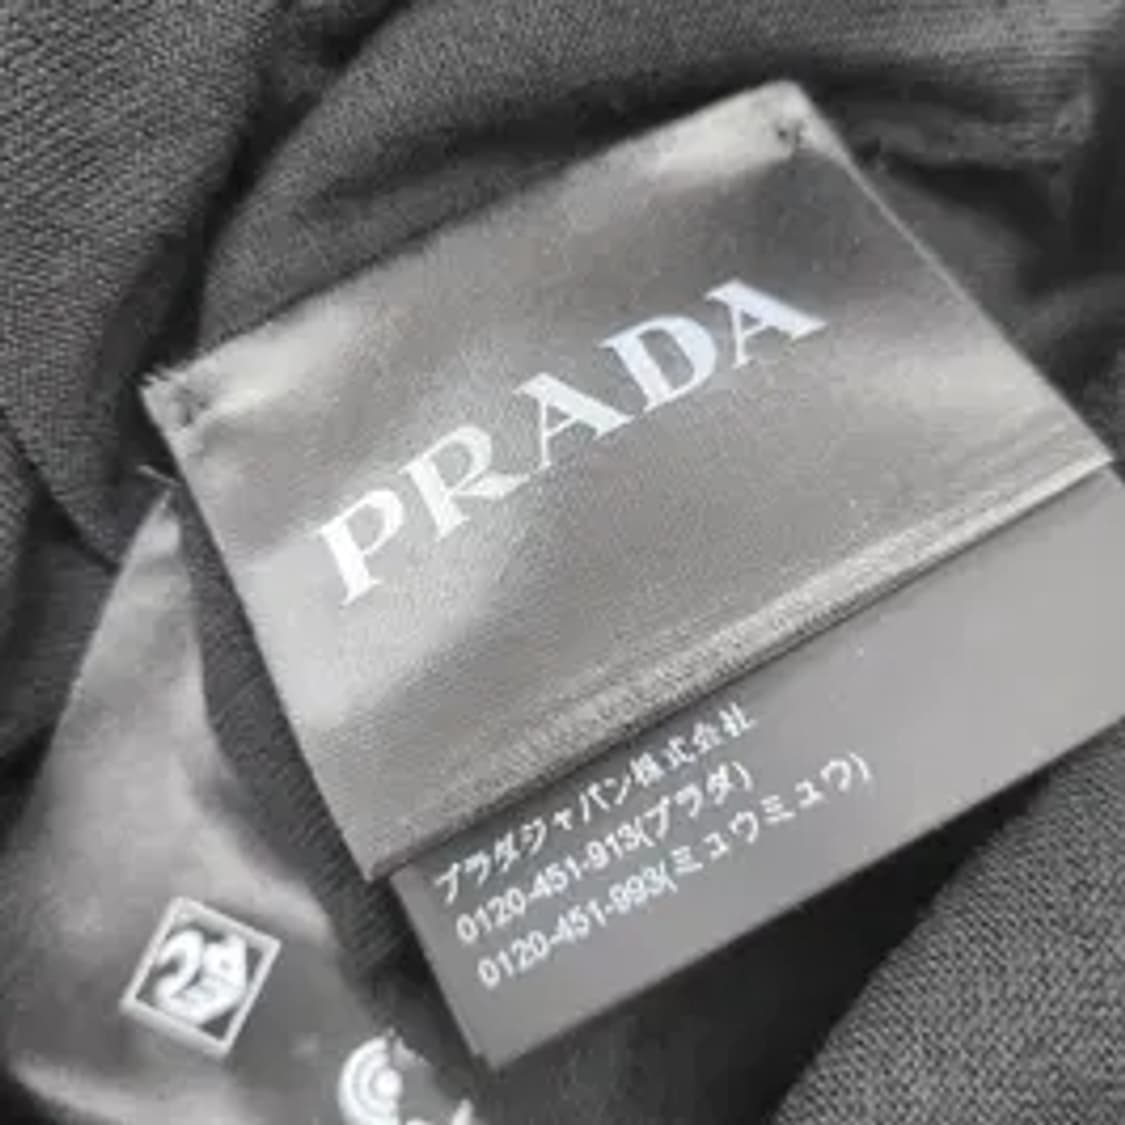 PRADA
プラダジャパン株式会社
0120-451-913(プラダ)
0120-451-993(ミュウミュウ)